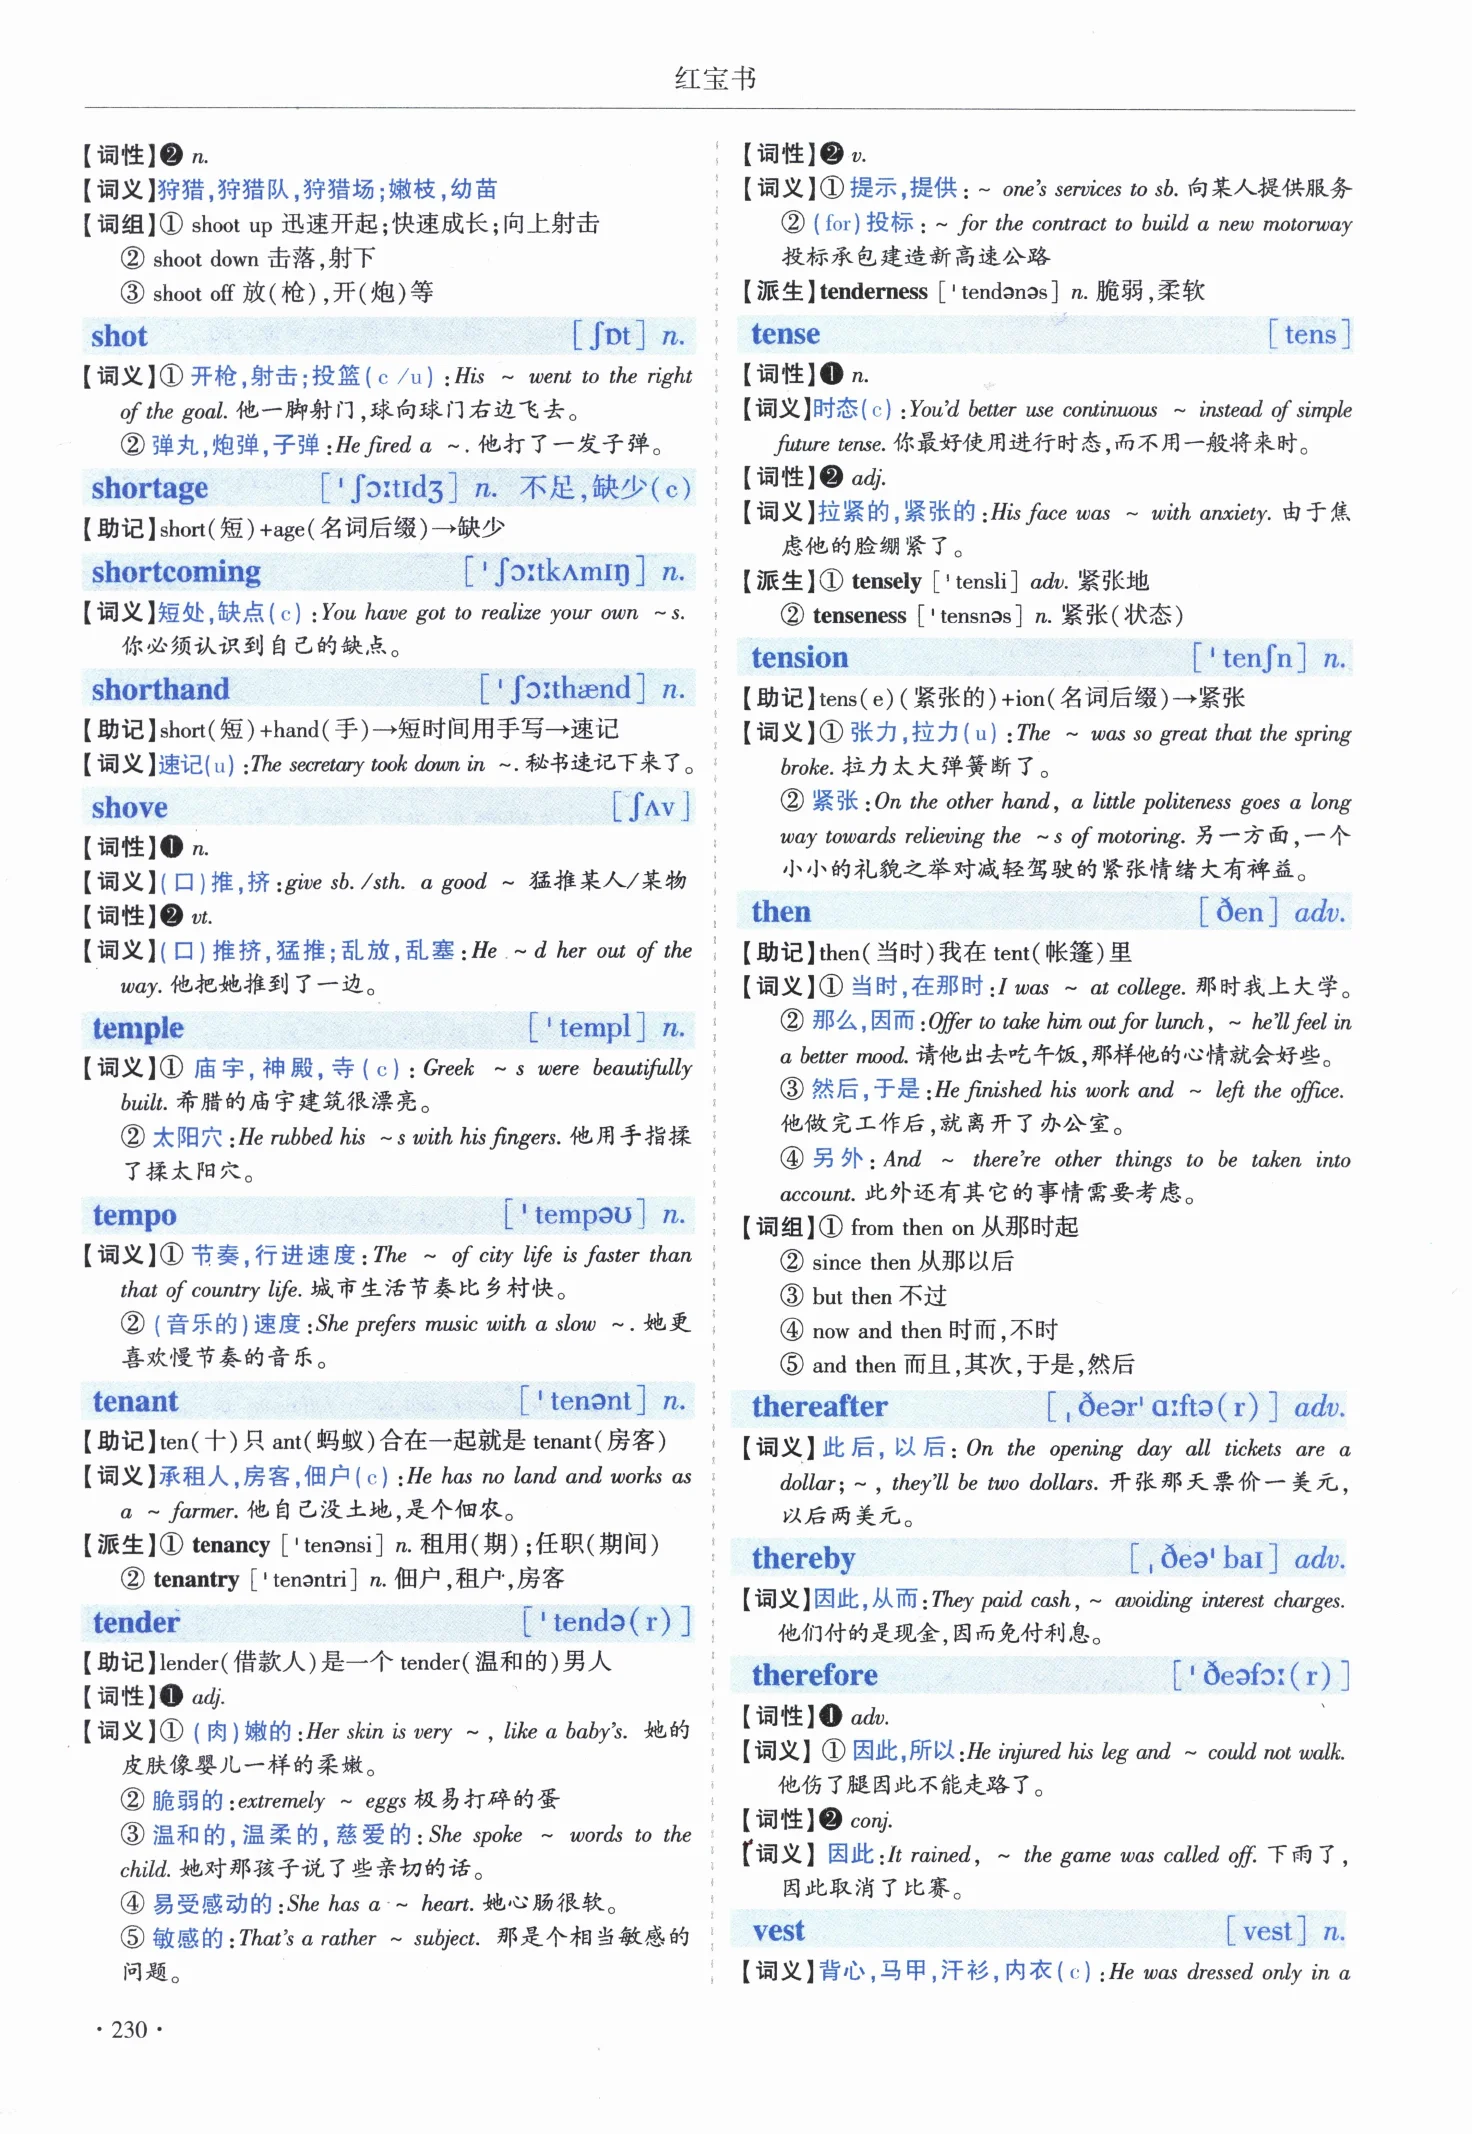 红宝书
【词性】❷ n.
【词义】狩猎,狩猎队,狩猎场;嫩枝,幼苗
【词组】① shoot up 迅速开起;快速成长;向上射击
② shoot down 击落,射下
③ shoot off 放(枪),开(炮)等
shot [ʃɒt] n.
【词义】① 开枪,射击;投篮(c/u):His ~ went to the right
of the goal. 他一脚射门,球向球门右边飞去。
② 弹丸,炮弹,子弹:He fired a ~. 他打了一发子弹。
shortage [ˈʃɔːtɪdʒ] n. 不足,缺少(c)
【助记】short(短)+age(名词后缀)→缺少
shortcoming [ˈʃɔːtkʌmɪŋ] n.
【词义】短处,缺点(c):You have got to realize your own ~s.
你必须认识到自己的缺点。
shorthand [ˈʃɔːthænd] n.
【助记】short(短)+hand(手)→短时间用手写→速记
【词义】速记(u):The secretary took down in ~. 秘书速记下来了。
shove [ʃʌv]
【词性】❶ n.
【词义】(口)推,挤:give sb./sth. a good ~ 猛推某人/某物
【词性】❷ vt.
【词义】(口)推挤,猛推;乱放,乱塞:He ~d her out of the
way. 他把她推到了一边。
temple [ˈtempl] n.
【词义】① 庙宇,神殿,寺(c):Greek ~s were beautifully
built. 希腊的庙宇建筑很漂亮。
② 太阳穴:He rubbed his ~s with his fingers. 他用手指揉
了揉太阳穴。
tempo [ˈtempəʊ] n.
【词义】① 节奏,行进速度:The ~ of city life is faster than
that of country life. 城市生活节奏比乡村快。
② (音乐的)速度:She prefers music with a slow ~. 她更
喜欢慢节奏的音乐。
tenant [ˈtenənt] n.
【助记】ten(十)只 ant(蚂蚁)合在一起就是 tenant(房客)
【词义】承租人,房客,佃户(c):He has no land and works as
a ~ farmer. 他自己没土地,是个佃农。
【派生】① tenancy [ˈtenənsi] n. 租用(期);任职(期间)
② tenantry [ˈtenəntri] n. 佃户,租户,房客
tender [ˈtendə(r)]
【助记】lender(借款人)是一个 tender(温和的)男人
【词性】❶ adj.
【词义】① (肉)嫩的:Her skin is very ~, like a baby's. 她的
皮肤像婴儿一样的柔嫩。
② 脆弱的:extremely ~ eggs 极易打碎的蛋
③ 温和的,温柔的,慈爱的:She spoke ~ words to the
child. 她对那孩子说了些亲切的话。
④ 易受感动的:She has a ~ heart. 她心肠很软。
⑤ 敏感的:That's a rather ~ subject. 那是个相当敏感的
问题。
· 230 ·
【词性】❷ v.
【词义】① 提示,提供:~ one's services to sb. 向某人提供服务
② (for)投标:~ for the contract to build a new motorway
投标承包建造新高速公路
【派生】tenderness [ˈtendənəs] n. 脆弱,柔软
tense [tens]
【词性】❶ n.
【词义】时态(c):You'd better use continuous ~ instead of simple
future tense. 你最好使用进行时态,而不用一般将来时。
【词性】❷ adj.
【词义】拉紧的,紧张的:His face was ~ with anxiety. 由于焦
虑他的脸绷紧了。
【派生】① tensely [ˈtensli] adv. 紧张地
② tenseness [ˈtensnəs] n. 紧张(状态)
tension [ˈtenʃn] n.
【助记】tens(e)(紧张的)+ion(名词后缀)→紧张
【词义】① 张力,拉力(u):The ~ was so great that the spring
broke. 拉力太大弹簧断了。
② 紧张:On the other hand, a little politeness goes a long
way towards relieving the ~s of motoring. 另一方面,一个
小小的礼貌之举对减轻驾驶的紧张情绪大有裨益。
then [ðen] adv.
【助记】then(当时)我在 tent(帐篷)里
【词义】① 当时,在那时:I was ~ at college. 那时我上大学。
② 那么,因而:Offer to take him out for lunch, ~ he'll feel in
a better mood. 请他出去吃午饭,那样他的心情就会好些。
③ 然后,于是:He finished his work and ~ left the office.
他做完工作后,就离开了办公室。
④ 另外:And ~ there're other things to be taken into
account. 此外还有其它的事情需要考虑。
【词组】① from then on 从那时起
② since then 从那以后
③ but then 不过
④ now and then 时而,不时
⑤ and then 而且,其次,于是,然后
thereafter [ˌðeərˈɑːftə(r)] adv.
【词义】此后,以后:On the opening day all tickets are a
dollar; ~, they'll be two dollars. 开张那天票价一美元,
以后两美元。
thereby [ˌðeəˈbaɪ] adv.
【词义】因此,从而:They paid cash, ~ avoiding interest charges.
他们付的是现金,因而免付利息。
therefore [ˈðeəfɔː(r)]
【词性】❶ adv.
【词义】① 因此,所以:He injured his leg and ~ could not walk.
他伤了腿因此不能走路了。
【词性】❷ conj.
【词义】因此:It rained, ~ the game was called off. 下雨了,
因此取消了比赛。
vest [vest] n.
【词义】背心,马甲,汗衫,内衣(c):He was dressed only in a